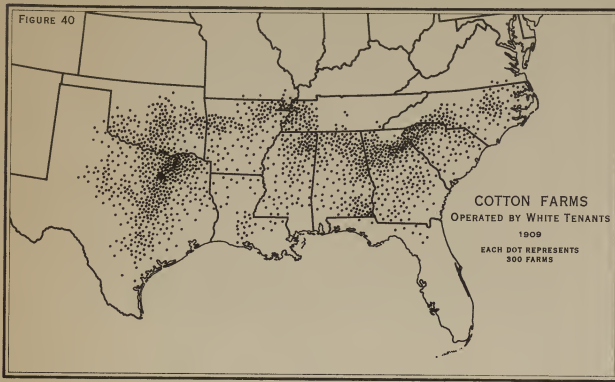 FIGURE 40
COTTON FARMS
OPERATED BY WHITE TENANTS
1909
EACH DOT REPRESENTS
300 FARMS